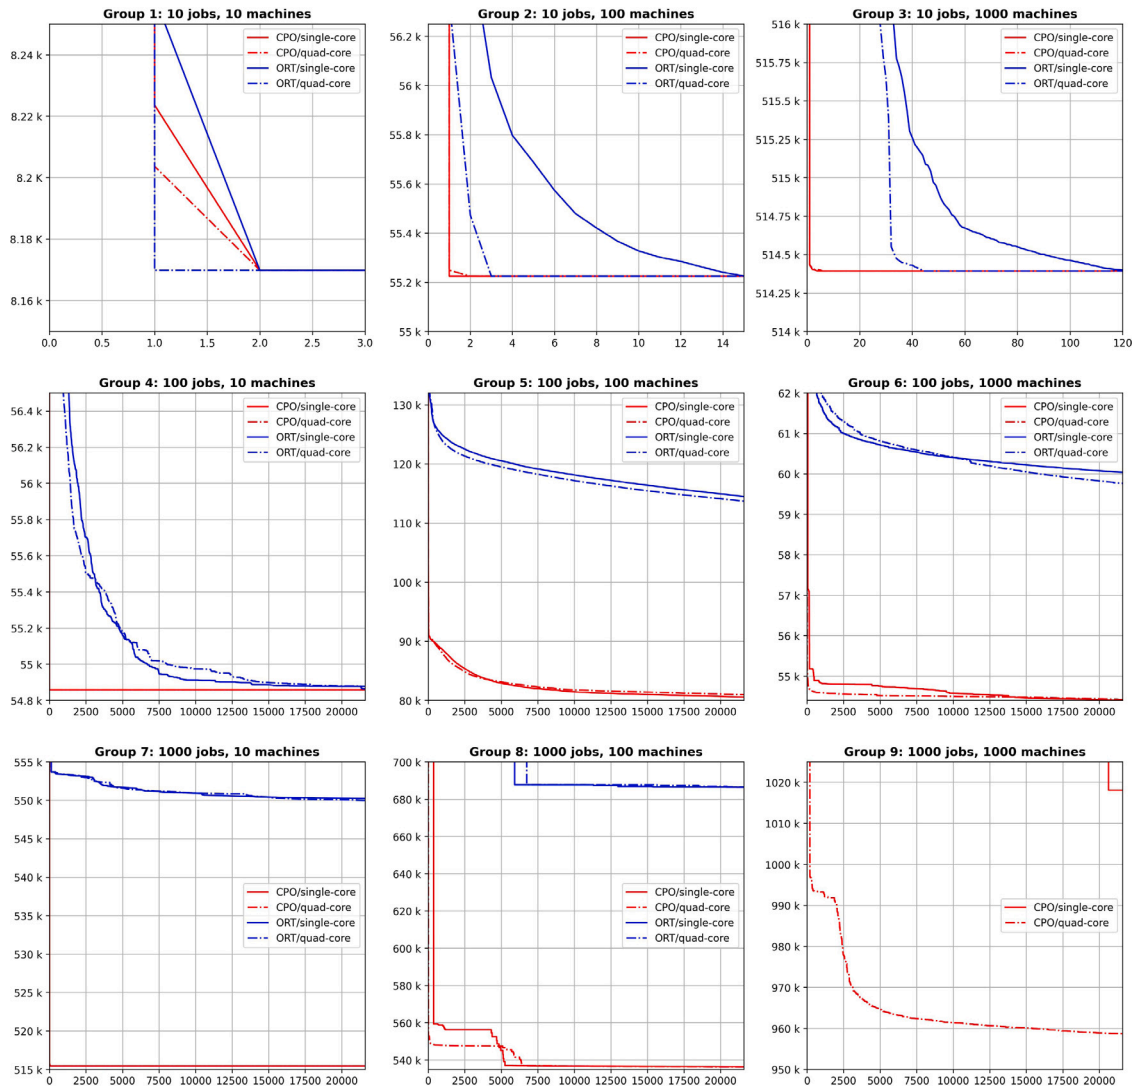 Group 1: 10 jobs, 10 machines
8.24 K
8.22 K
8.2 K
8.18 K
8.16 K
CPO/single-core
CPO/quad-core
ORT/single-core
ORT/quad-core
0.0 0.5 1.0 1.5 2.0 2.5 3.0
Group 2: 10 jobs, 100 machines
56.2 k
56 k
55.8 k
55.6 k
55.4 k
55.2 k
55 k
CPO/single-core
CPO/quad-core
ORT/single-core
ORT/quad-core
0 2 4 6 8 10 12 14
Group 3: 10 jobs, 1000 machines
516 k
515.75 k
515.5 k
515.25 k
515 k
514.75 k
514.5 k
514.25 k
514 k
CPO/single-core
CPO/quad-core
ORT/single-core
ORT/quad-core
0 20 40 60 80 100 120
Group 4: 100 jobs, 10 machines
56.4 k
56.2 k
56 k
55.8 k
55.6 k
55.4 k
55.2 k
55 k
54.8 k
CPO/single-core
CPO/quad-core
ORT/single-core
ORT/quad-core
0 2500 5000 7500 10000 12500 15000 17500 20000
Group 5: 100 jobs, 100 machines
130 k
120 k
110 k
100 k
90 k
80 k
CPO/single-core
CPO/quad-core
ORT/single-core
ORT/quad-core
0 2500 5000 7500 10000 12500 15000 17500 20000
Group 6: 100 jobs, 1000 machines
62 k
61 k
60 k
59 k
58 k
57 k
56 k
55 k
CPO/single-core
CPO/quad-core
ORT/single-core
ORT/quad-core
0 2500 5000 7500 10000 12500 15000 17500 20000
Group 7: 1000 jobs, 10 machines
555 k
550 k
545 k
540 k
535 k
530 k
525 k
520 k
515 k
CPO/single-core
CPO/quad-core
ORT/single-core
ORT/quad-core
0 2500 5000 7500 10000 12500 15000 17500 20000
Group 8: 1000 jobs, 100 machines
700 k
680 k
660 k
640 k
620 k
600 k
580 k
560 k
540 k
CPO/single-core
CPO/quad-core
ORT/single-core
ORT/quad-core
0 2500 5000 7500 10000 12500 15000 17500 20000
Group 9: 1000 jobs, 1000 machines
1020 k
1010 k
1000 k
990 k
980 k
970 k
960 k
950 k
CPO/single-core
CPO/quad-core
0 2500 5000 7500 10000 12500 15000 17500 20000